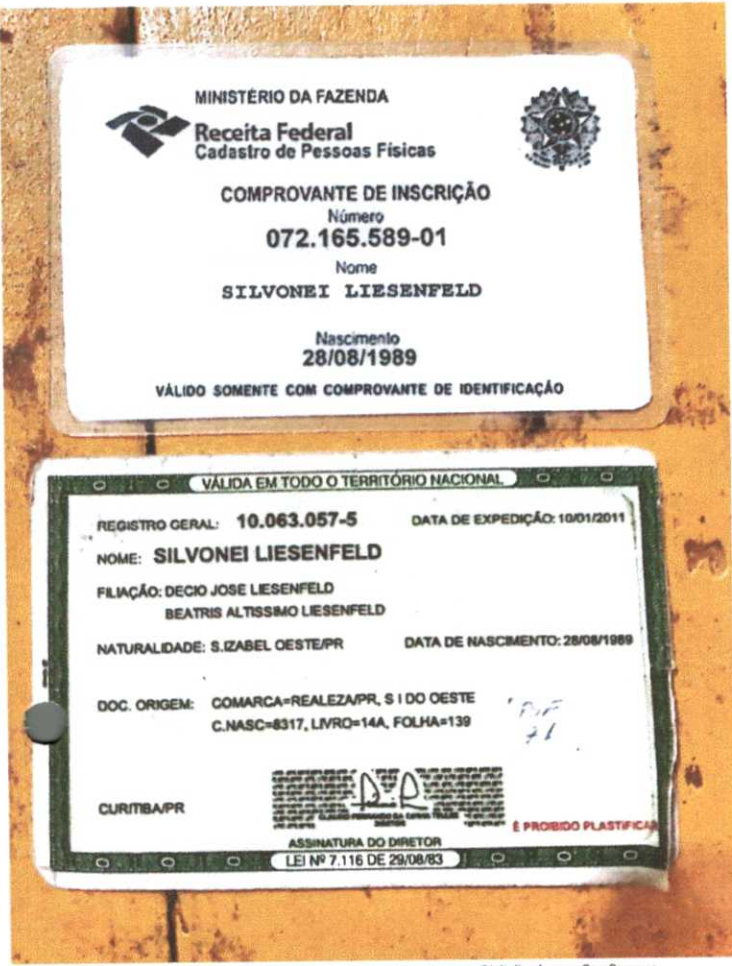 MINISTÉRIO DA FAZENDA
Receita Federal
Cadastro de Pessoas Físicas
COMPROVANTE DE INSCRIÇÃO
Número
072.165.589-01
Nome
SILVONEI LIESENFELD
Nascimento
28/08/1989
VÁLIDO SOMENTE COM COMPROVANTE DE IDENTIFICAÇÃO
VÁLIDA EM TODO O TERRITÓRIO NACIONAL
REGISTRO GERAL: 10.063.057-5 DATA DE EXPEDIÇÃO: 10/01/2011
NOME: SILVONEI LIESENFELD
FILIAÇÃO: DECIO JOSE LIESENFELD
BEATRIS ALTISSIMO LIESENFELD
NATURALIDADE: S.IZABEL OESTE/PR DATA DE NASCIMENTO: 28/08/1989
DOC. ORIGEM: COMARCA=REALEZA/PR, S I DO OESTE
C.NASC=8317, LIVRO=14A, FOLHA=139
CURITIBA/PR
DIRETOR
É PROIBIDO PLASTIFICA
ASSINATURA DO DIRETOR
LEI Nº 7.116 DE 29/08/83